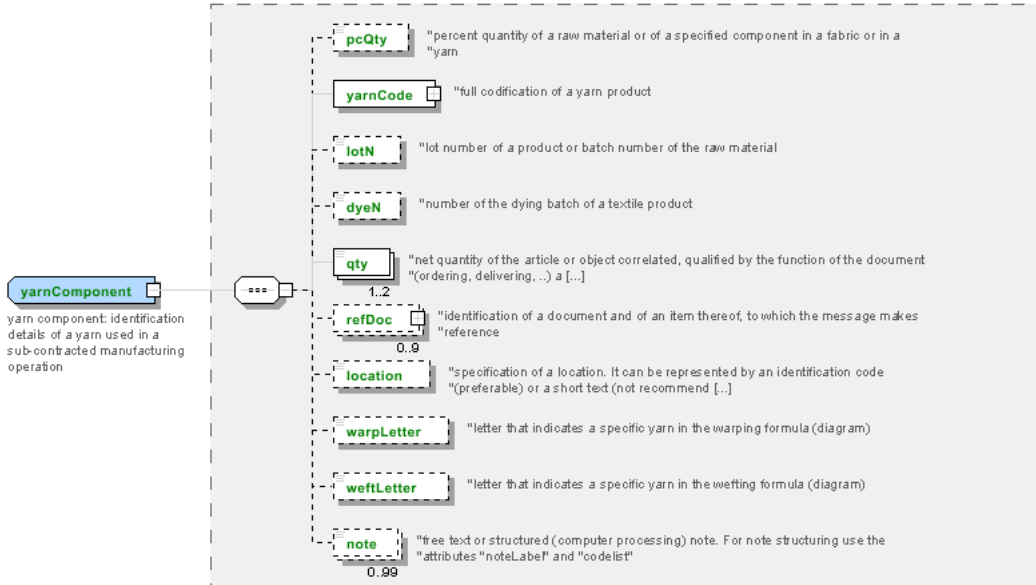 pcQty
"percent quantity of a raw material or of a specified component in a fabric or in a
"yarn
yarnCode
"full codification of a yarn product
lotN
"lot number of a product or batch number of the raw material
dyeN
"number of the dying batch of a textile product
qty
"net quantity of the article or object correlated, qualified by the function of the document
"(ordering, delivering, ..) a [...]
1..2
yarnComponent
yarn component: identification
details of a yarn used in a
sub-contracted manufacturing
operation
refDoc
"identification of a document and of an item thereof, to which the message makes
"reference
0..9
location
"specification of a location. It can be represented by an identification code
"(preferable) or a short text (not recommend [...]
warpLetter
"letter that indicates a specific yarn in the warping formula (diagram)
weftLetter
"letter that indicates a specific yarn in the wefting formula (diagram)
note
"free text or structured (computer processing) note. For note structuring use the
"attributes "noteLabel" and "codelist"
0..99